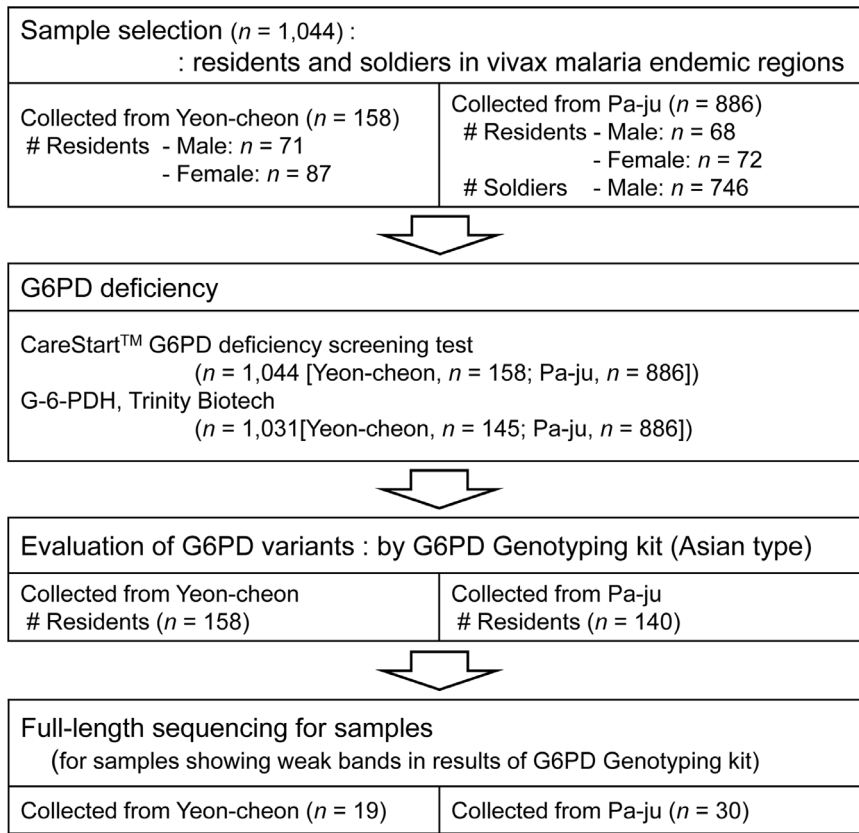 Sample selection (n = 1,044) :
: residents and soldiers in vivax malaria endemic regions
Collected from Yeon-cheon (n = 158)
# Residents - Male: n = 71
- Female: n = 87
Collected from Pa-ju (n = 886)
# Residents - Male: n = 68
- Female: n = 72
# Soldiers - Male: n = 746
G6PD deficiency
CareStart™ G6PD deficiency screening test
(n = 1,044 [Yeon-cheon, n = 158; Pa-ju, n = 886])
G-6-PDH, Trinity Biotech
(n = 1,031[Yeon-cheon, n = 145; Pa-ju, n = 886])
Evaluation of G6PD variants : by G6PD Genotyping kit (Asian type)
Collected from Yeon-cheon
# Residents (n = 158)
Collected from Pa-ju
# Residents (n = 140)
Full-length sequencing for samples
(for samples showing weak bands in results of G6PD Genotyping kit)
Collected from Yeon-cheon (n = 19)
Collected from Pa-ju (n = 30)